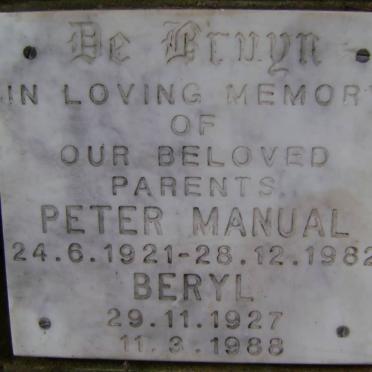 De Bruyn
IN LOVING MEMORY
OF
OUR BELOVED
PARENTS.
PETER MANUAL
24.6.1921-28.12.1982
BERYL
29.11.1927
11.3.1988